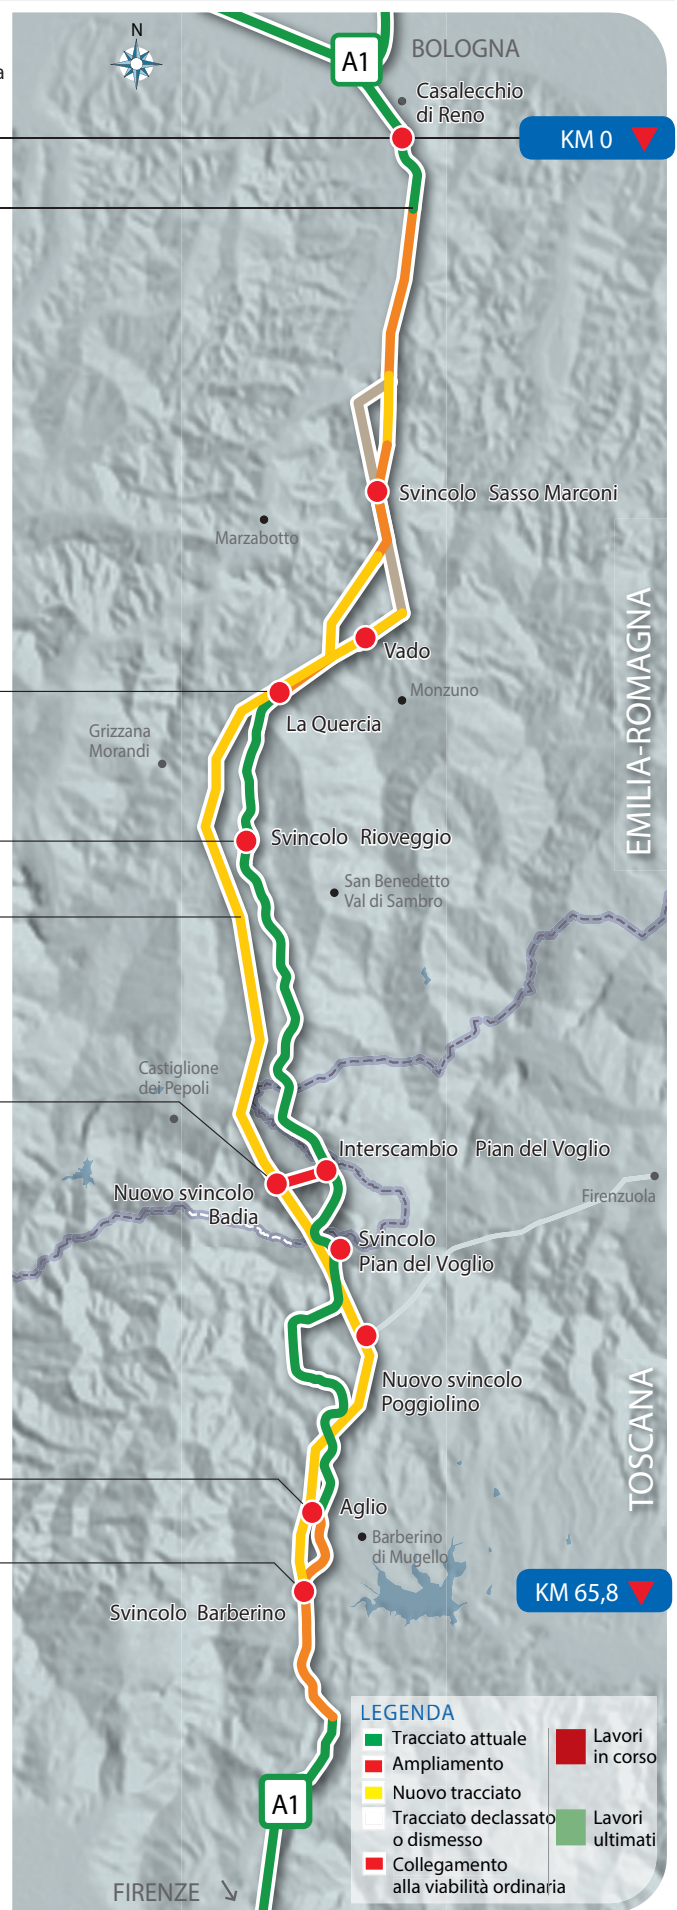 N
a
A1
BOLOGNA
Casalecchio
di Reno
KM 0
Svincolo Sasso Marconi
Marzabotto
Vado
Monzuno
La Quercia
Grizzana
Morandi
EMILIA-ROMAGNA
Svincolo Rioveggio
San Benedetto
Val di Sambro
Castiglione
dei Pepoli
Interscambio Pian del Voglio
Firenzuola
Nuovo svincolo
Badia
Svincolo
Pian del Voglio
Nuovo svincolo
Poggiolino
TOSCANA
Aglio
Barberino
di Mugello
KM 65,8
Svincolo Barberino
LEGENDA
Tracciato attuale
Ampliamento
Nuovo tracciato
Tracciato declassato
o dismesso
Collegamento
alla viabilità ordinaria
Lavori
in corso
Lavori
ultimati
A1
FIRENZE